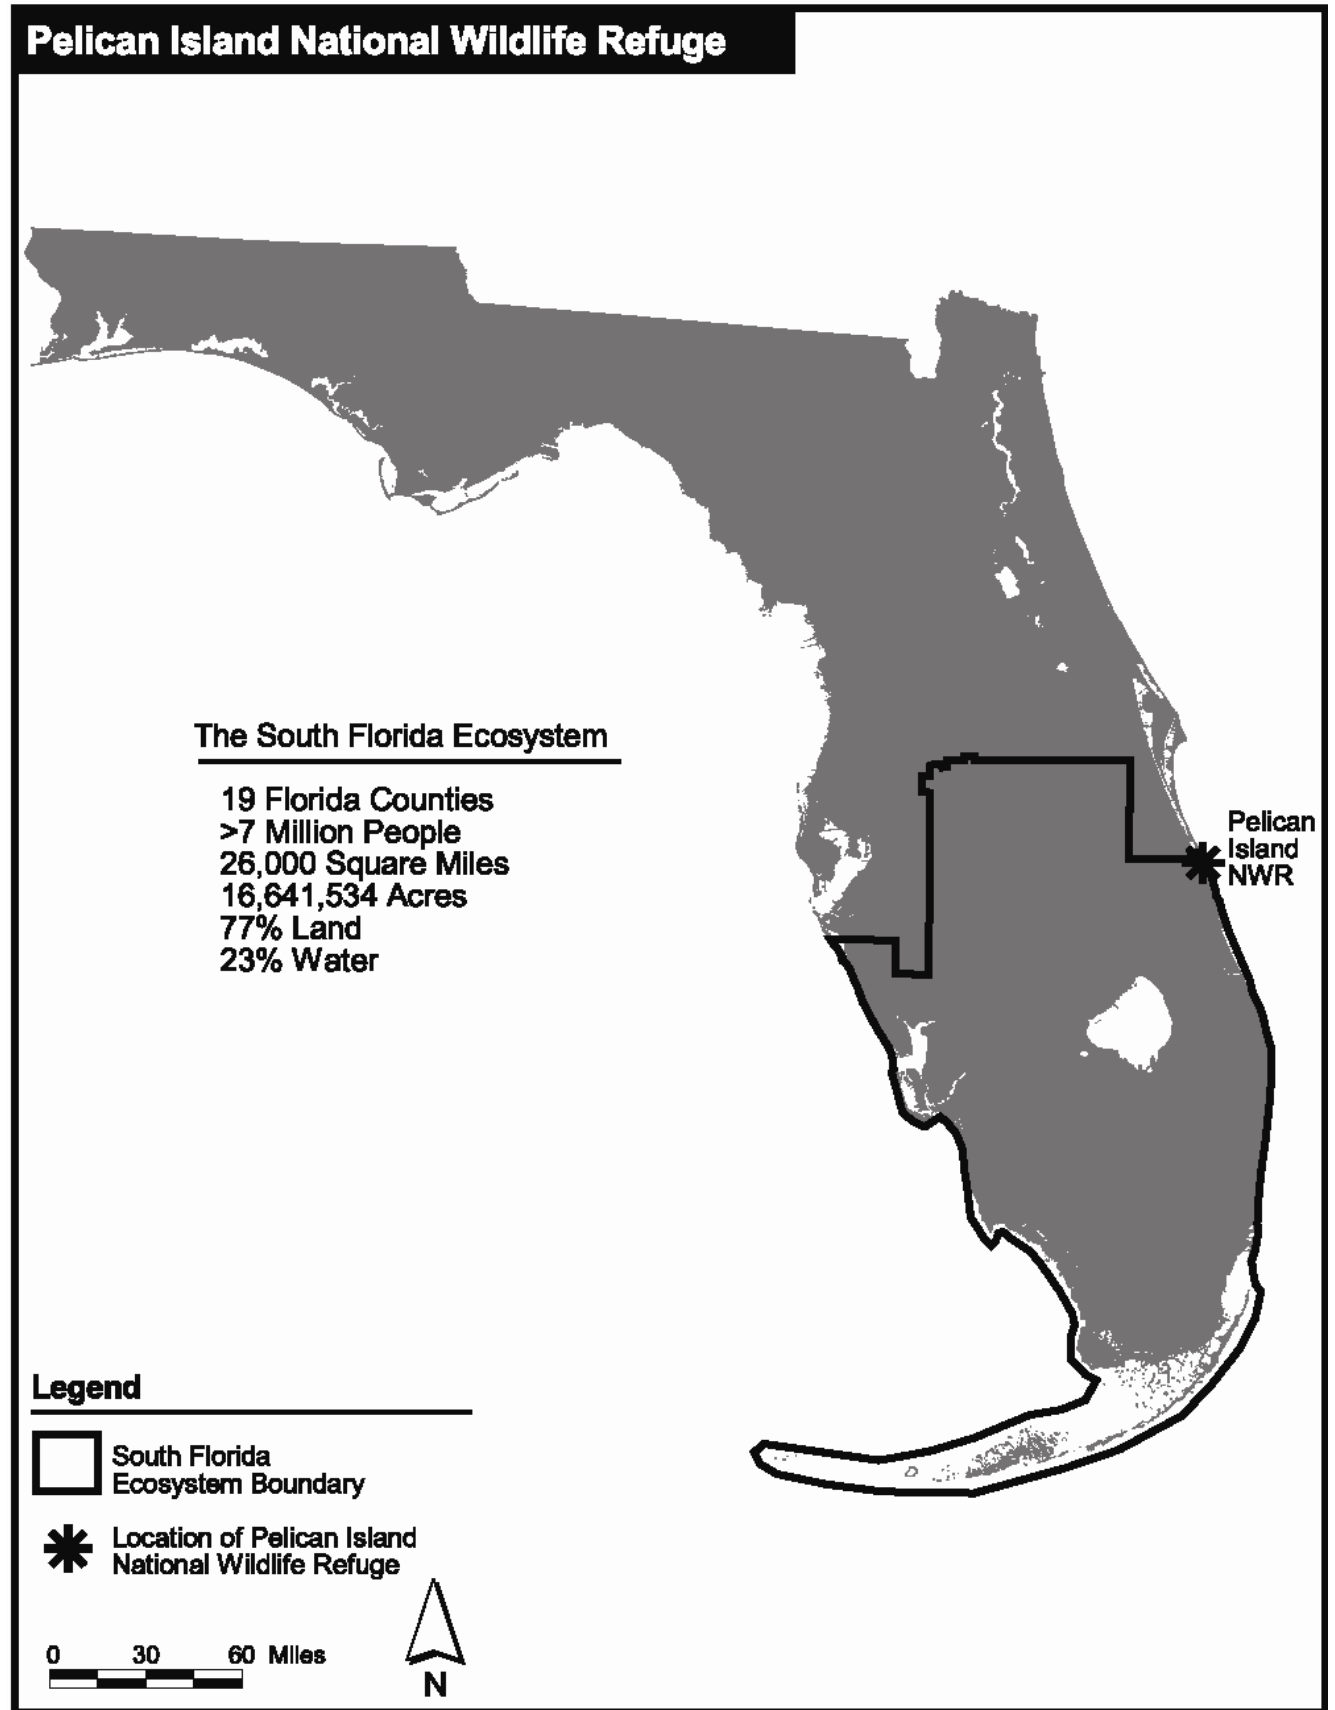 Pelican Island National Wildlife Refuge
The South Florida Ecosystem
19 Florida Counties
>7 Million People
26,000 Square Miles
16,641,534 Acres
77% Land
23% Water
Pelican
Island
NWR
Legend
South Florida
Ecosystem Boundary
Location of Pelican Island
National Wildlife Refuge
0 30 60 Miles
N